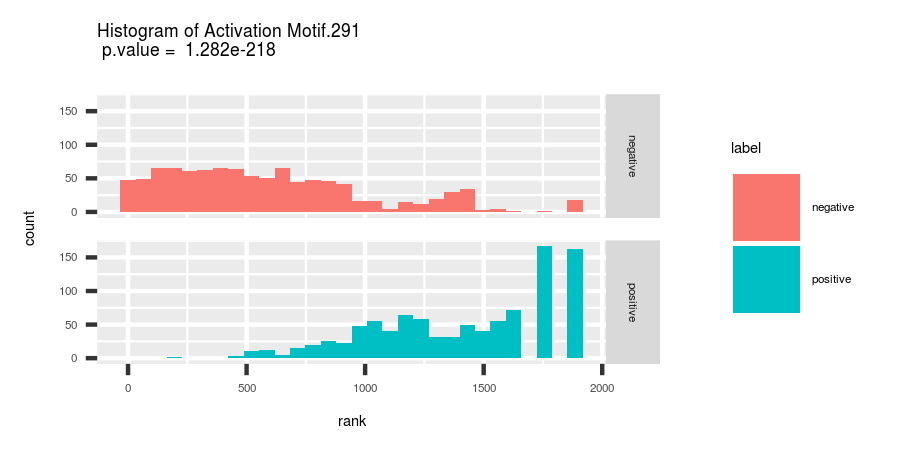 Histogram of Activation Motif.291
p.value = 1.282e-218
150
100
50
0
negative
150
100
50
0
positive
count
0 500 1000 1500 2000
rank
label
negative
positive